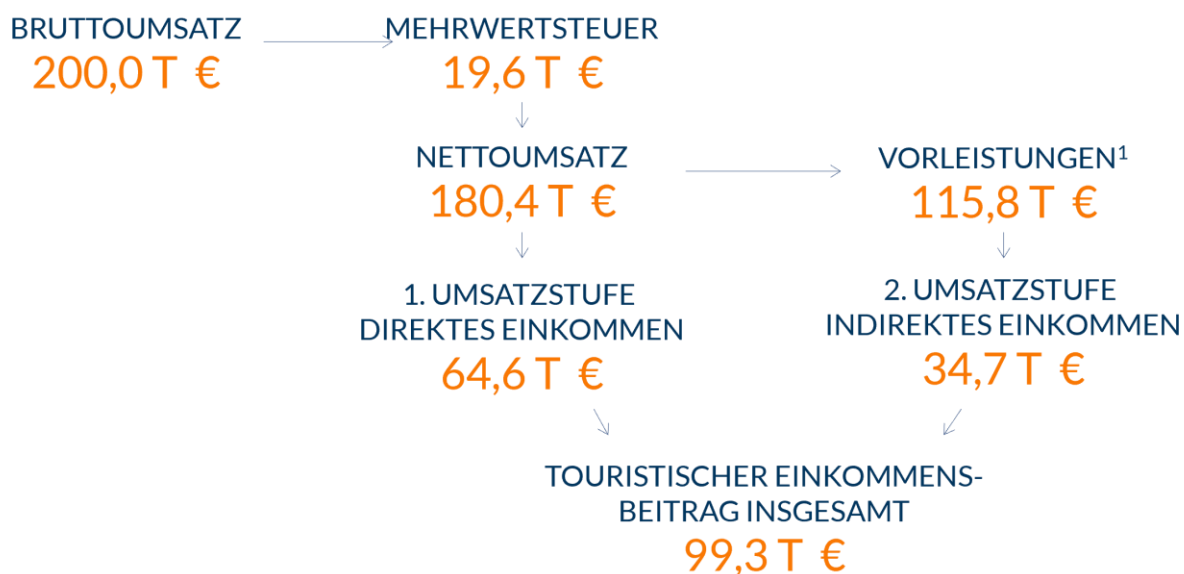 BRUTTOUMSATZ
200,0 T €
MEHRWERTSTEUER
19,6 T €
NETTOUMSATZ
180,4 T €
VORLEISTUNGEN¹
115,8 T €
1. UMSATZSTUFE
DIREKTES EINKOMMEN
64,6 T €
2. UMSATZSTUFE
INDIREKTES EINKOMMEN
34,7 T €
TOURISTISCHER EINKOMMENS-
BEITRAG INSGESAMT
99,3 T €